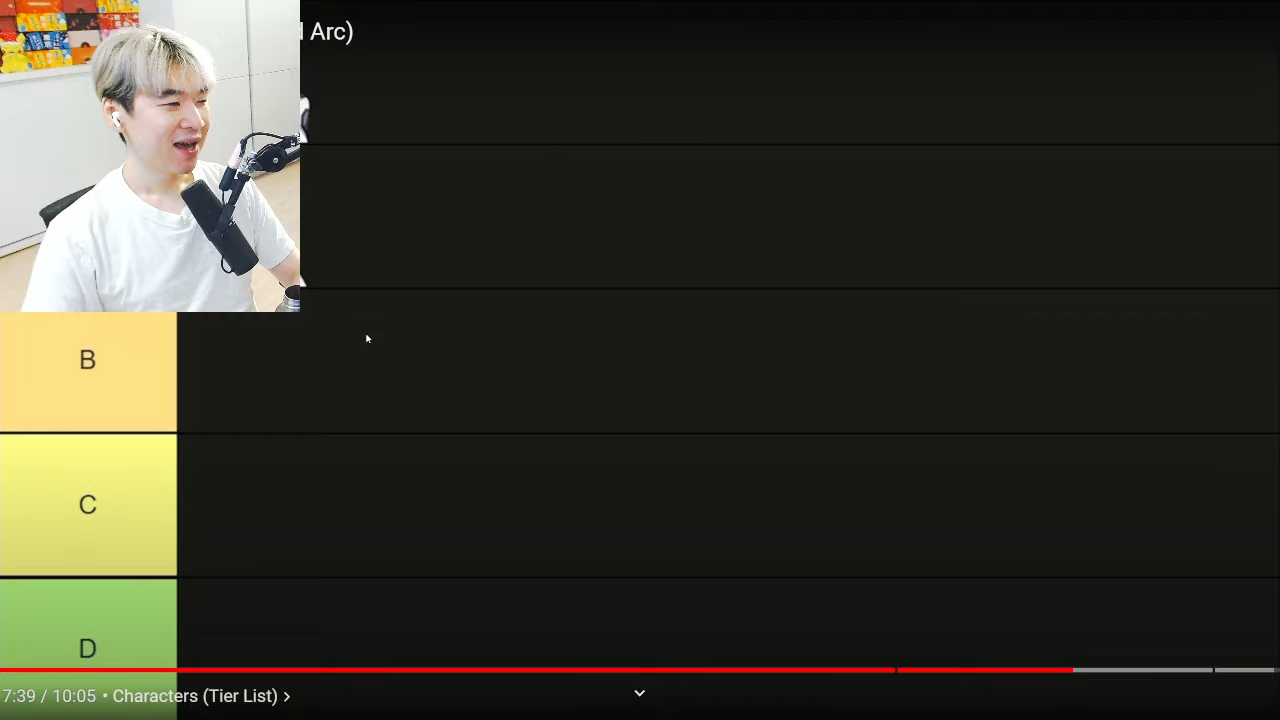 Arc)
B
C
D
7:39 / 10:05 • Characters (Tier List) ›